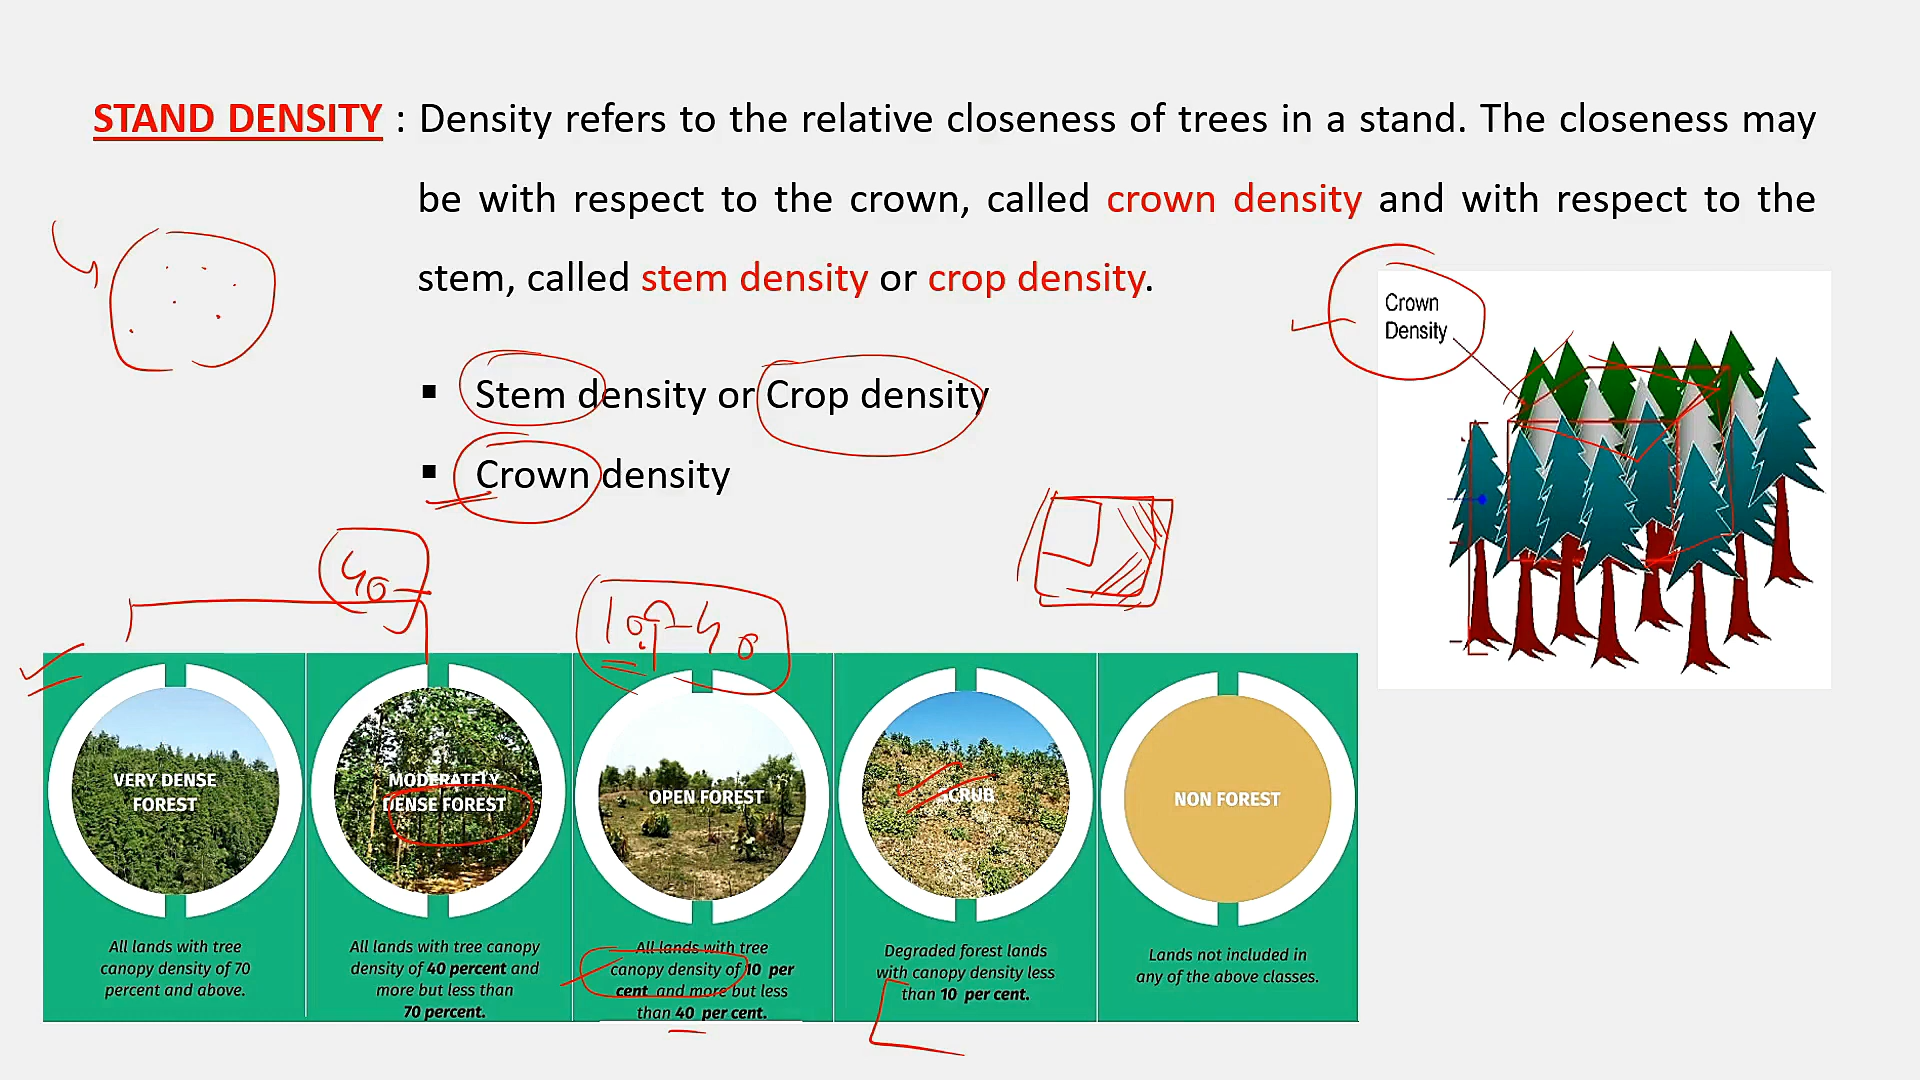 STAND DENSITY : Density refers to the relative closeness of trees in a stand. The closeness may
be with respect to the crown, called crown density and with respect to the
stem, called stem density or crop density.
Crown
Density
▪ Stem density or Crop density
▪ Crown density
40
10-40
VERY DENSE
FOREST
All lands with tree
canopy density of 70
percent and above.
MODERATELY
DENSE FOREST
All lands with tree canopy
density of 40 percent and
more but less than
70 percent.
OPEN FOREST
All lands with tree
canopy density of 10 per
cent and more but less
than 40 per cent.
SCRUB
Degraded forest lands
with canopy density less
than 10 per cent.
NON FOREST
Lands not included in
any of the above classes.